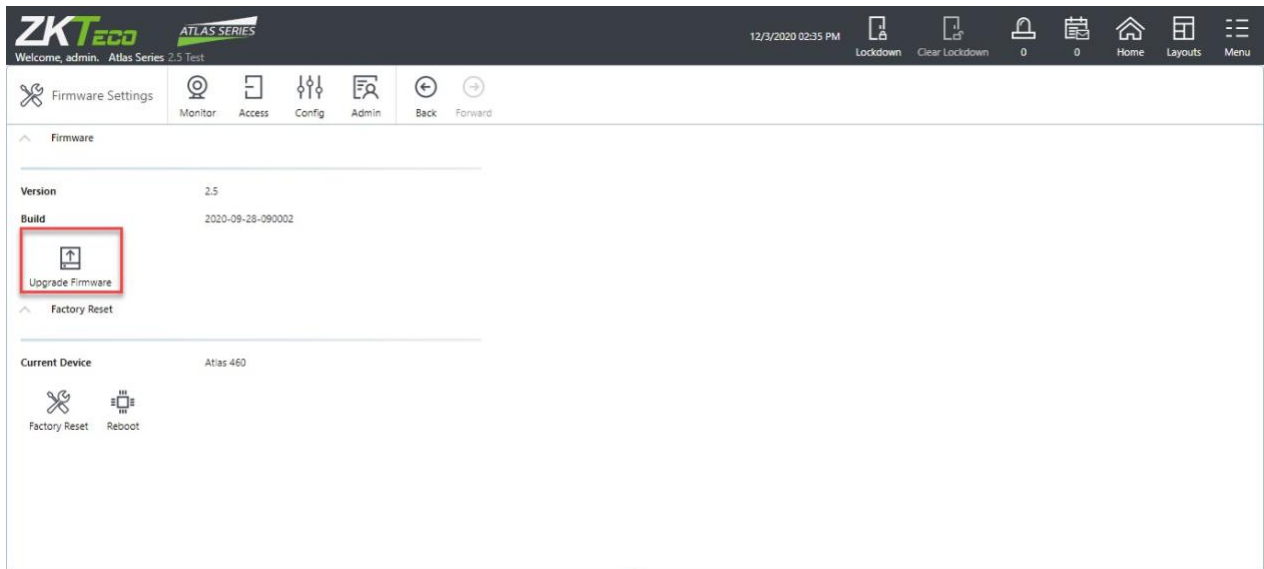 ZKTeco ATLAS SERIES
12/3/2020 02:35 PM
Lockdown Clear Lockdown 0 0 Home Layouts Menu
Welcome, admin. Atlas Series 2.5 Test
Firmware Settings
Monitor Access Config Admin Back Forward
Firmware
Version 2.5
Build 2020-09-28-090002
Upgrade Firmware
Factory Reset
Current Device Atlas 460
Factory Reset Reboot